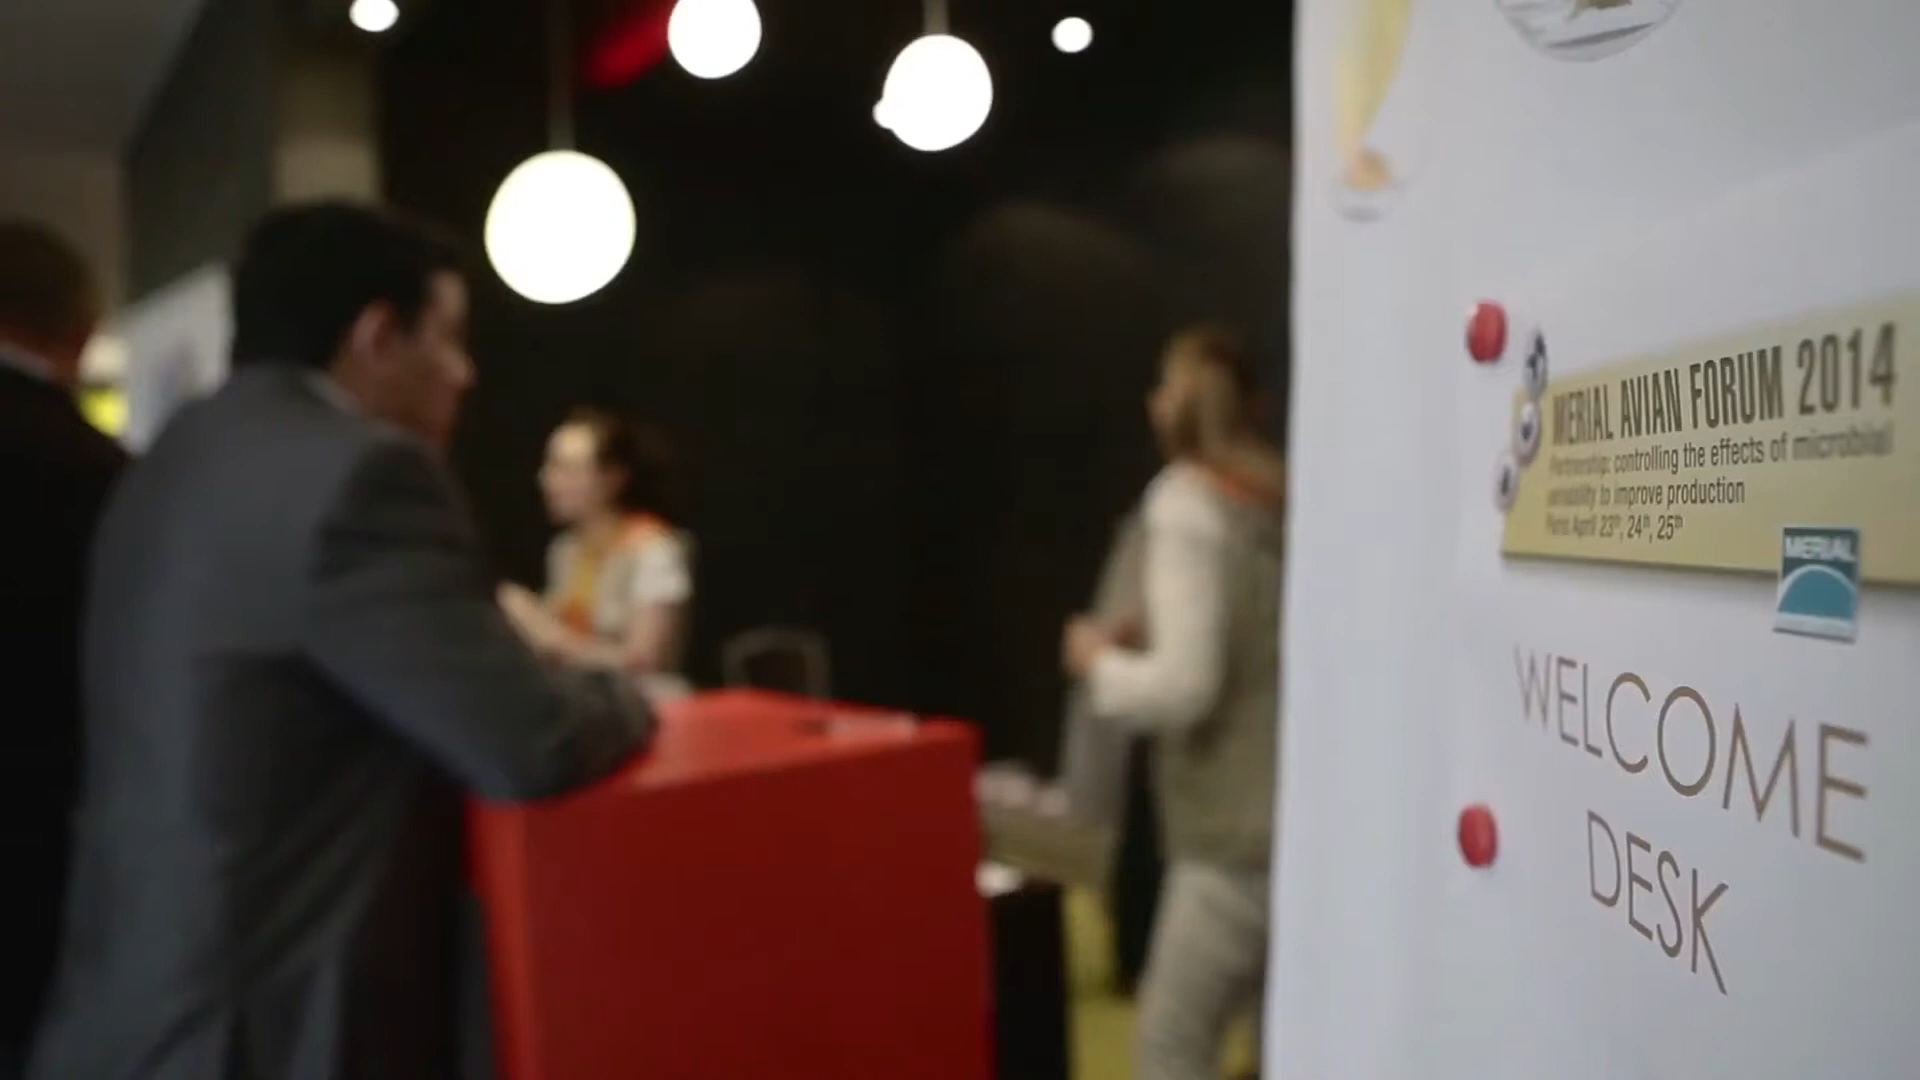 MERIAL AVIAN FORUM 2014
Partnership: controlling the effects of microbial
variability to improve production
Paris April 23th, 24th, 25th
MERIAL
WELCOME
DESK